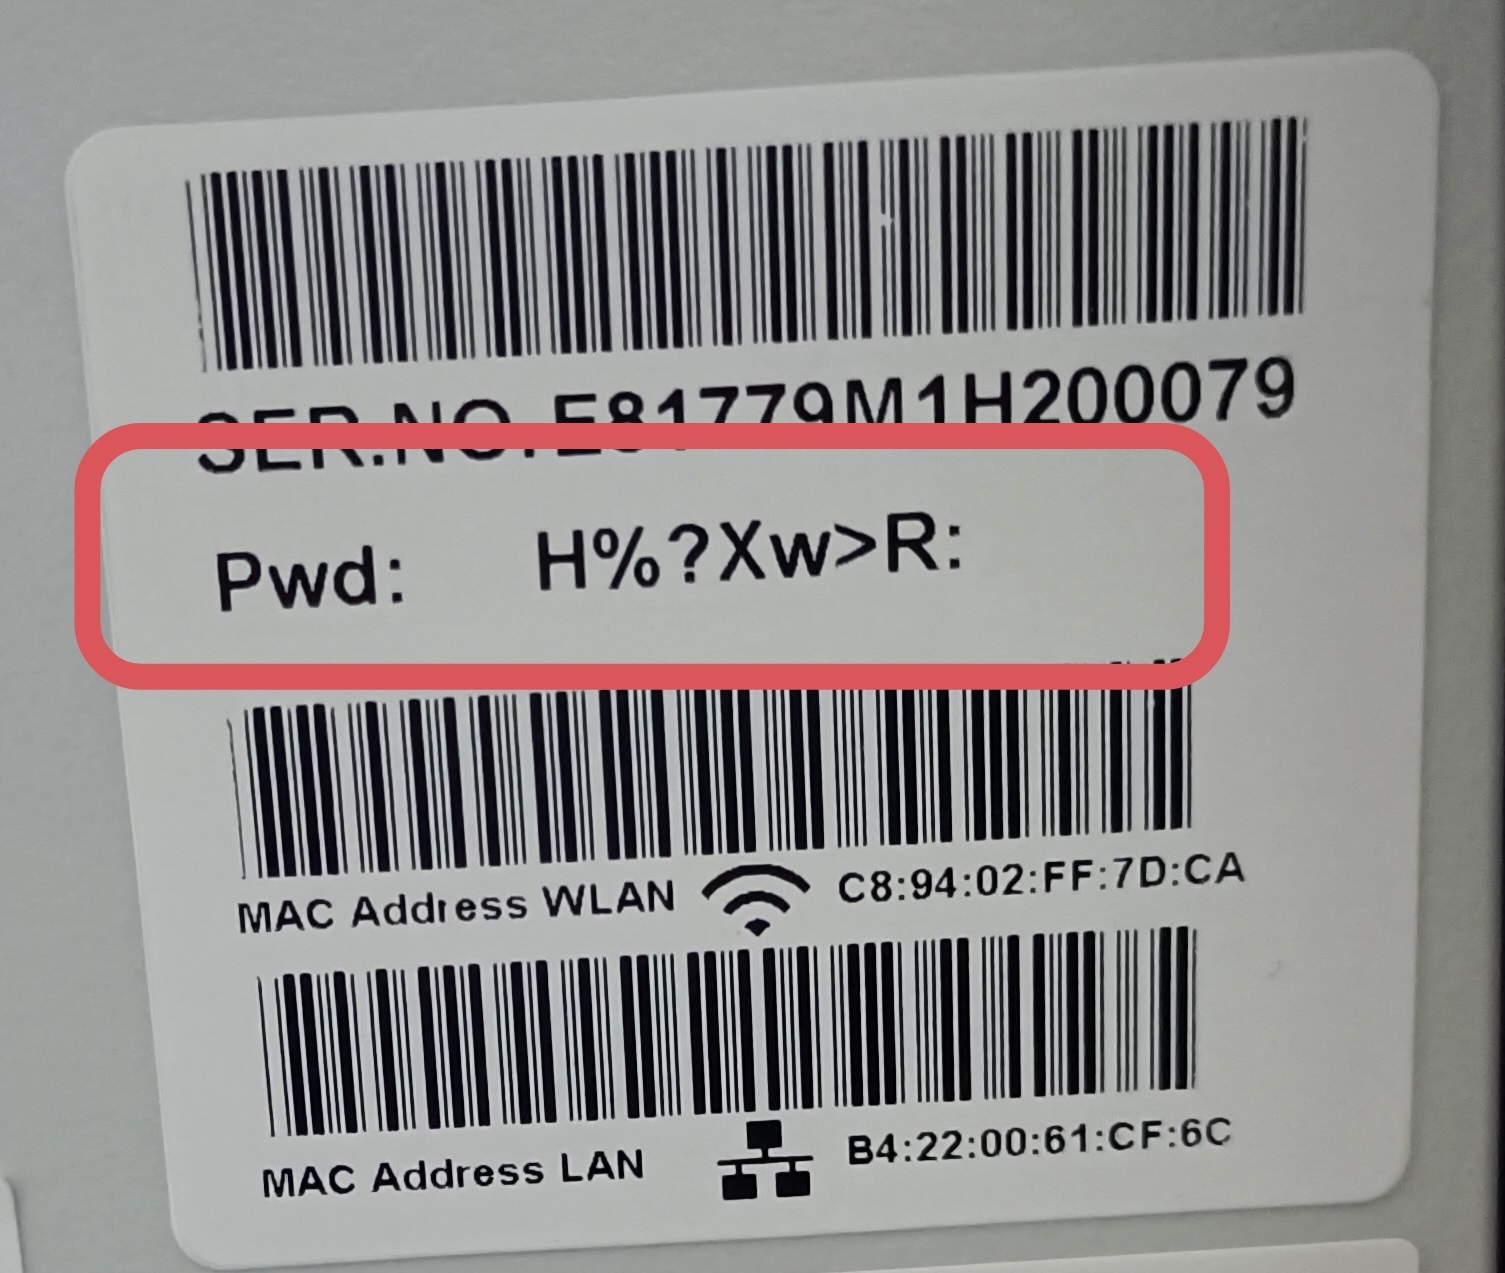 SER.NO.E81779M1H200079
Pwd: H%?Xw>R:
MAC Address WLAN C8:94:02:FF:7D:CA
MAC Address LAN B4:22:00:61:CF:6C